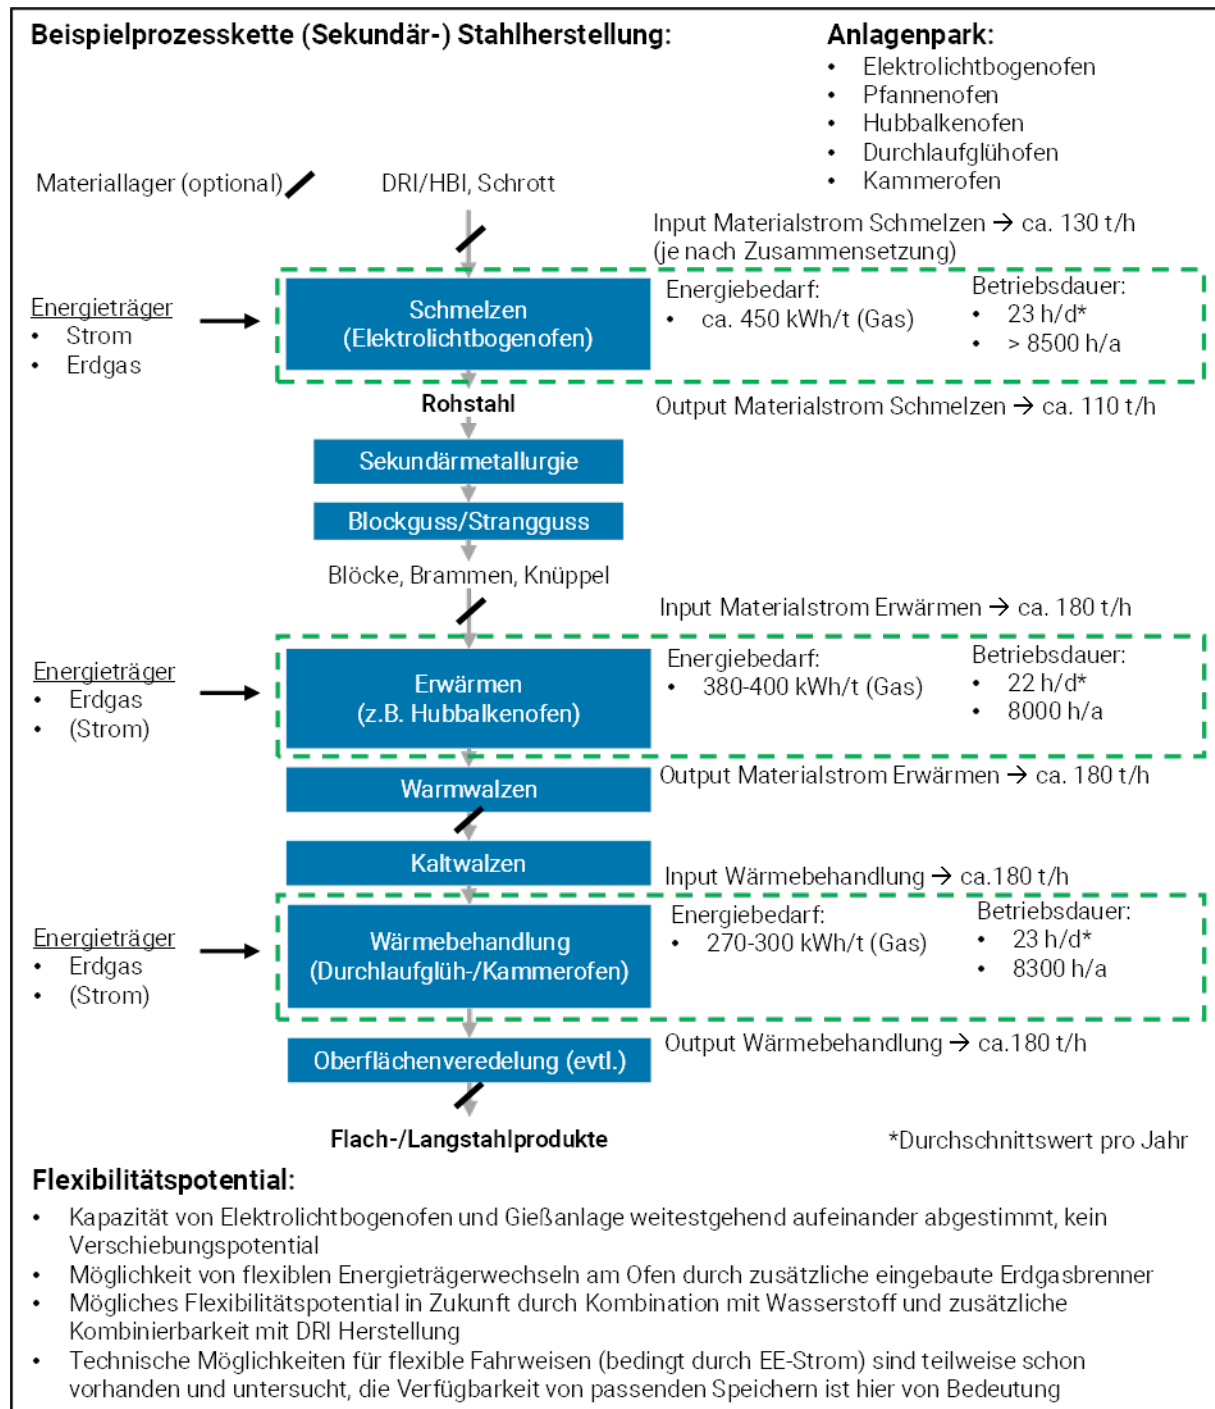 Beispielprozesskette (Sekundär-) Stahlherstellung:
Anlagenpark:
• Elektrolichtbogenofen
• Pfannenofen
• Hubbalkenofen
• Durchlaufglühofen
• Kammerofen
Materiallager (optional)
DRI/HBI, Schrott
Input Materialstrom Schmelzen → ca. 130 t/h
(je nach Zusammensetzung)
Energieträger
• Strom
• Erdgas
Schmelzen
(Elektrolichtbogenofen)
Energiebedarf:
• ca. 450 kWh/t (Gas)
Betriebsdauer:
• 23 h/d*
• > 8500 h/a
Rohstahl
Output Materialstrom Schmelzen → ca. 110 t/h
Sekundärmetallurgie
Blockguss/Strangguss
Blöcke, Brammen, Knüppel
Input Materialstrom Erwärmen → ca. 180 t/h
Energieträger
• Erdgas
• (Strom)
Erwärmen
(z.B. Hubbalkenofen)
Energiebedarf:
• 380-400 kWh/t (Gas)
Betriebsdauer:
• 22 h/d*
• 8000 h/a
Output Materialstrom Erwärmen → ca. 180 t/h
Warmwalzen
Kaltwalzen
Input Wärmebehandlung → ca.180 t/h
Energieträger
• Erdgas
• (Strom)
Wärmebehandlung
(Durchlaufglüh-/Kammerofen)
Energiebedarf:
• 270-300 kWh/t (Gas)
Betriebsdauer:
• 23 h/d*
• 8300 h/a
Output Wärmebehandlung → ca.180 t/h
Oberflächenveredelung (evtl.)
Flach-/Langstahlprodukte
*Durchschnittswert pro Jahr
Flexibilitätspotential:
• Kapazität von Elektrolichtbogenofen und Gießanlage weitestgehend aufeinander abgestimmt, kein
Verschiebungspotential
• Möglichkeit von flexiblen Energieträgerwechseln am Ofen durch zusätzliche eingebaute Erdgasbrenner
• Mögliches Flexibilitätspotential in Zukunft durch Kombination mit Wasserstoff und zusätzliche
Kombinierbarkeit mit DRI Herstellung
• Technische Möglichkeiten für flexible Fahrweisen (bedingt durch EE-Strom) sind teilweise schon
vorhanden und untersucht, die Verfügbarkeit von passenden Speichern ist hier von Bedeutung